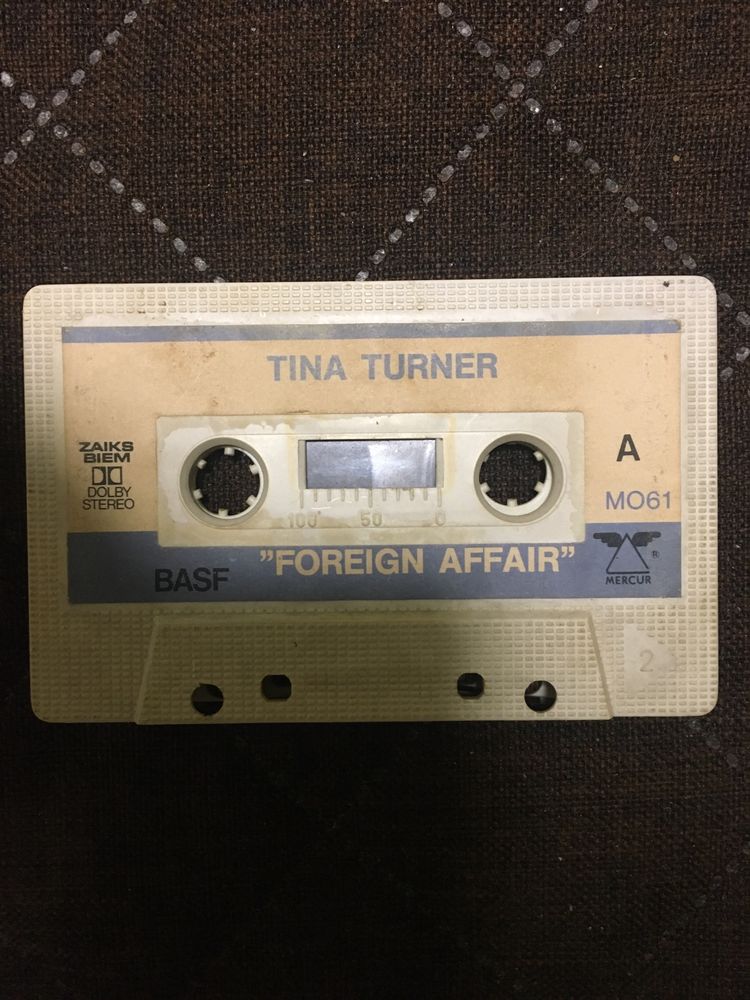 TINA TURNER
ZAIKS
BIEM
DOLBY
STEREO
A
MO61
100 50 0
"FOREIGN AFFAIR"
BASF
®
MERCUR
2